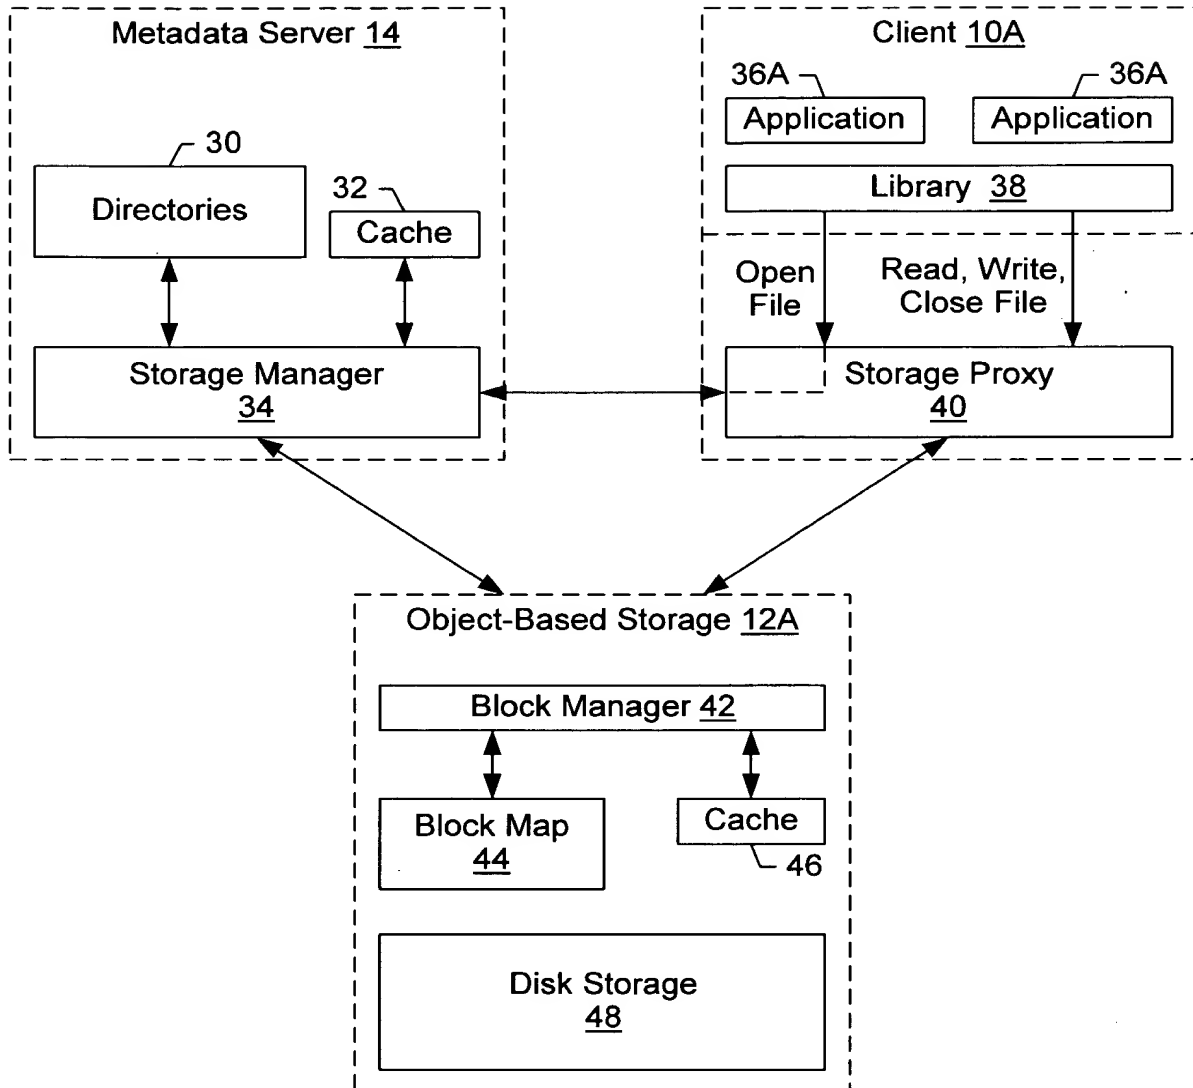 Metadata Server 14
30
Directories
32
Cache
Storage Manager
34
Client 10A
36A
36A
Application
Application
Library 38
Open
File
Read, Write,
Close File
Storage Proxy
40
Object-Based Storage 12A
Block Manager 42
Block Map
44
Cache
46
Disk Storage
48